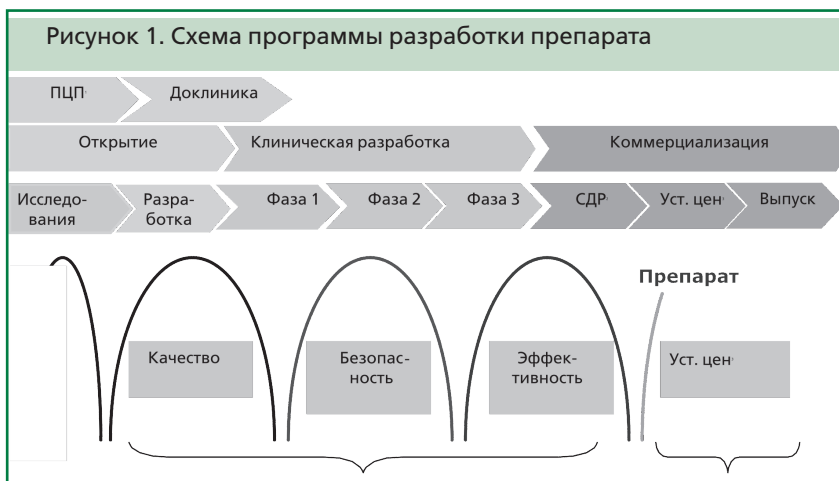 Рисунок 1. Схема программы разработки препарата
ПЦП
Доклиника
Открытие
Клиническая разработка
Коммерциализация
Исследо-
вания
Разра-
ботка
Фаза 1
Фаза 2
Фаза 3
СДР
Уст. цен
Выпуск
Препарат
Качество
Безопас-
ность
Эффек-
тивность
Уст. цен